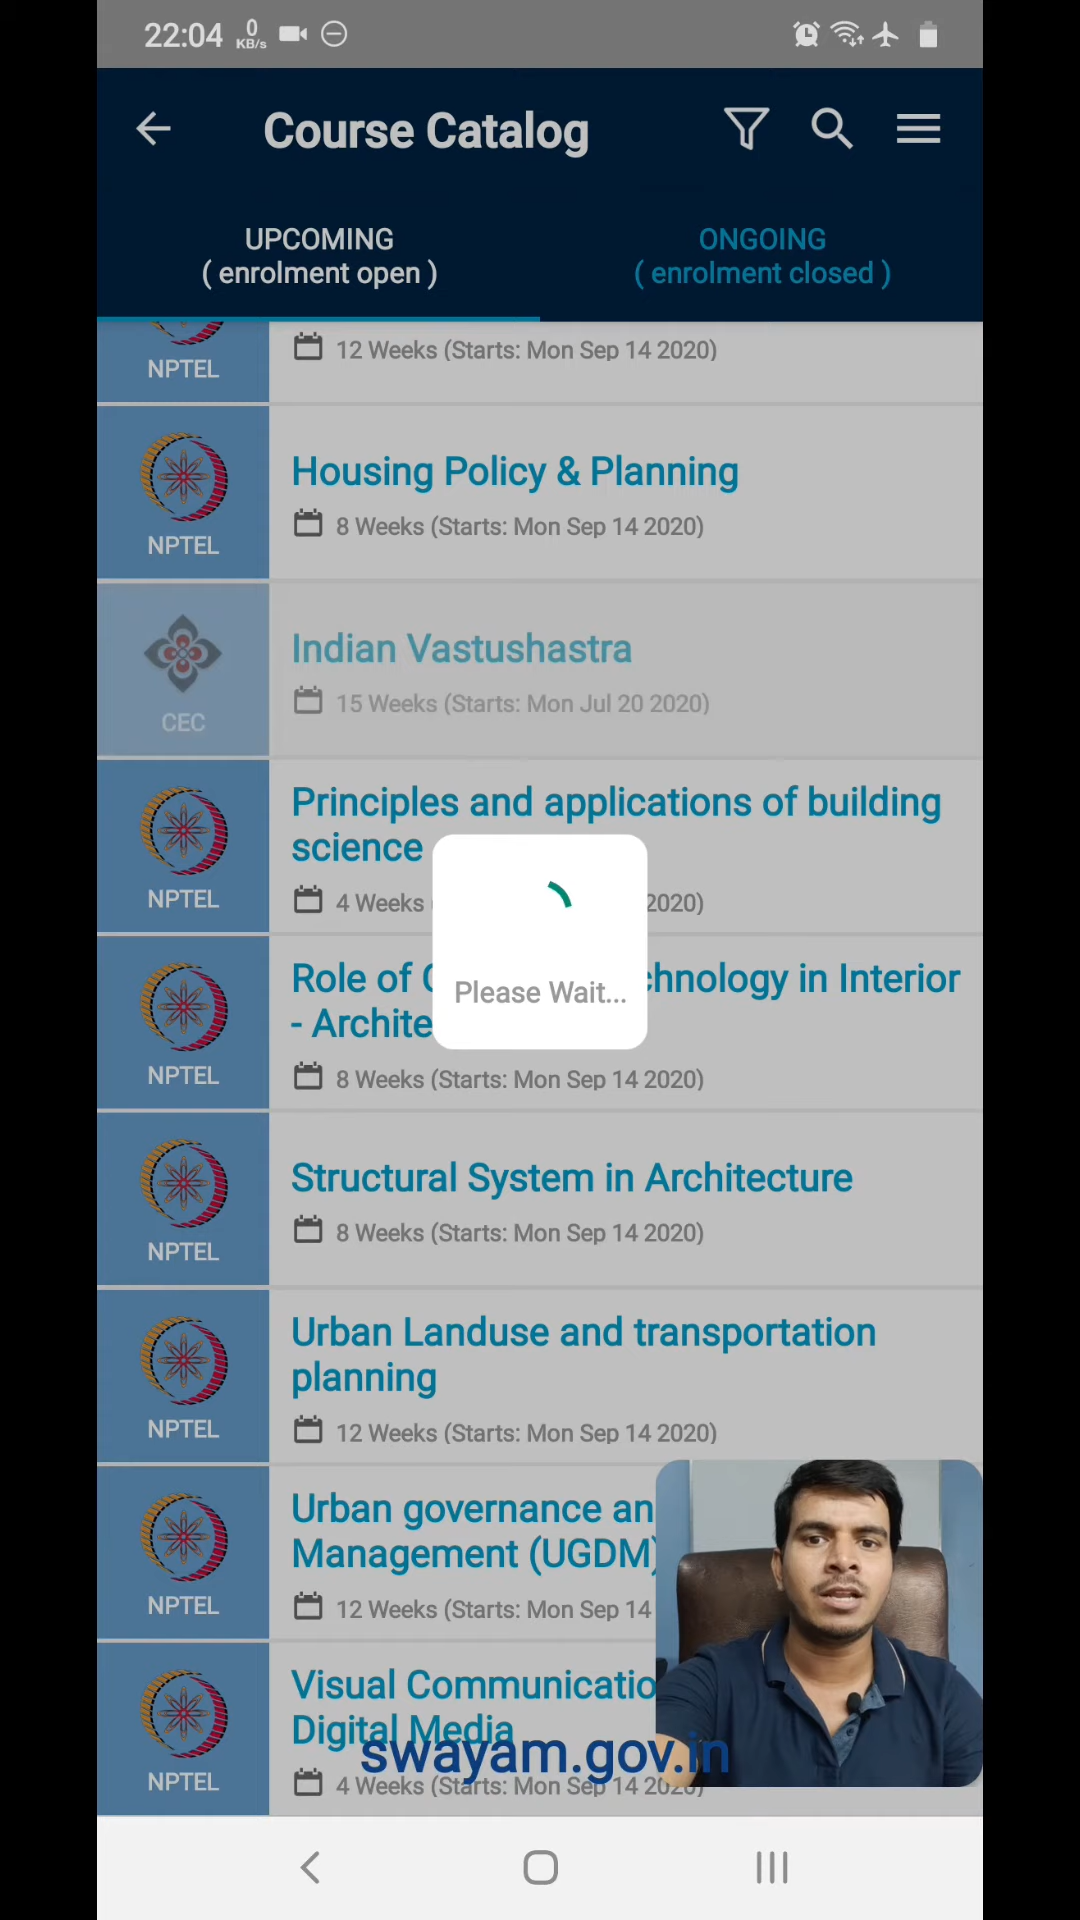 22:04 0 KB/s
Course Catalog
UPCOMING
( enrolment open )
ONGOING
( enrolment closed )
NPTEL
12 Weeks (Starts: Mon Sep 14 2020)
Housing Policy & Planning
8 Weeks (Starts: Mon Sep 14 2020)
NPTEL
Indian Vastushastra
15 Weeks (Starts: Mon Jul 20 2020)
CEC
Principles and applications of building
science
4 Weeks 2020)
NPTEL
Role of chnology in Interior
- Archite
8 Weeks (Starts: Mon Sep 14 2020)
NPTEL
Please Wait...
Structural System in Architecture
8 Weeks (Starts: Mon Sep 14 2020)
NPTEL
Urban Landuse and transportation
planning
12 Weeks (Starts: Mon Sep 14 2020)
NPTEL
Urban governance an
Management (UGDM)
12 Weeks (Starts: Mon Sep 14
NPTEL
Visual Communicatio
Digital Media
4 Weeks (Starts: Mon Sep 14 2020)
NPTEL
swayam.gov.in